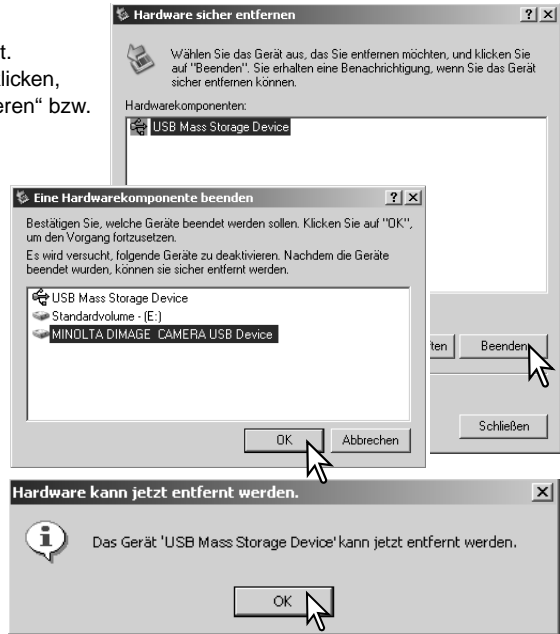 t.
licken,
eren“ bzw.
Hardware sicher entfernen
Wählen Sie das Gerät aus, das Sie entfernen möchten, und klicken Sie
auf "Beenden". Sie erhalten eine Benachrichtigung, wenn Sie das Gerät
sicher entfernen können.
Hardwarekomponenten:
USB Mass Storage Device
ften
Beenden
Schließen
Eine Hardwarekomponente beenden
Bestätigen Sie, welche Geräte beendet werden sollen. Klicken Sie auf "OK",
um den Vorgang fortzusetzen.
Es wird versucht, folgende Geräte zu deaktivieren. Nachdem die Geräte
beendet wurden, können sie sicher entfernt werden.
USB Mass Storage Device
Standardvolume - (E:)
MINOLTA DIMAGE CAMERA USB Device
OK
Abbrechen
Hardware kann jetzt entfernt werden.
Das Gerät 'USB Mass Storage Device' kann jetzt entfernt werden.
OK